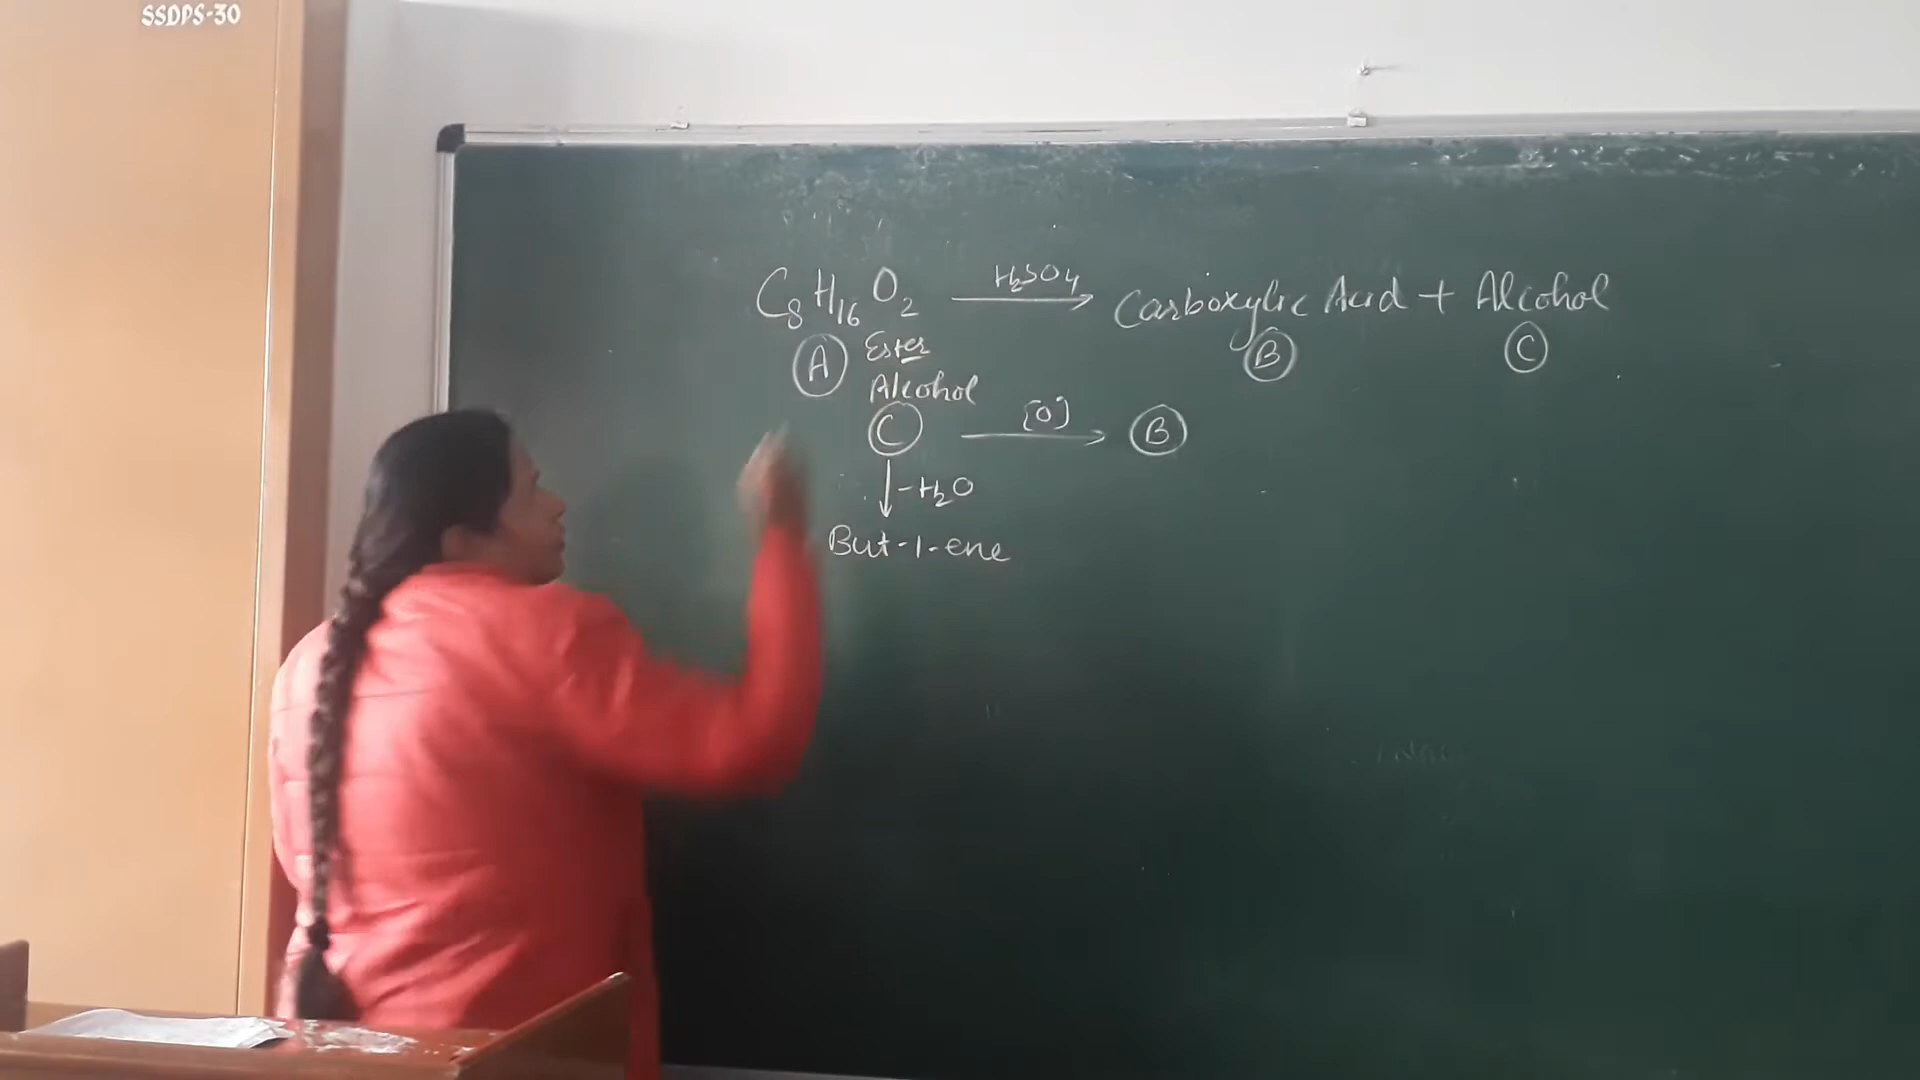 SSDPS-30
C8H16O2 H2SO4 Carboxylic Acid + Alcohol
A Ester B C
Alcohol
C [O] B
-H2O
But-1-ene